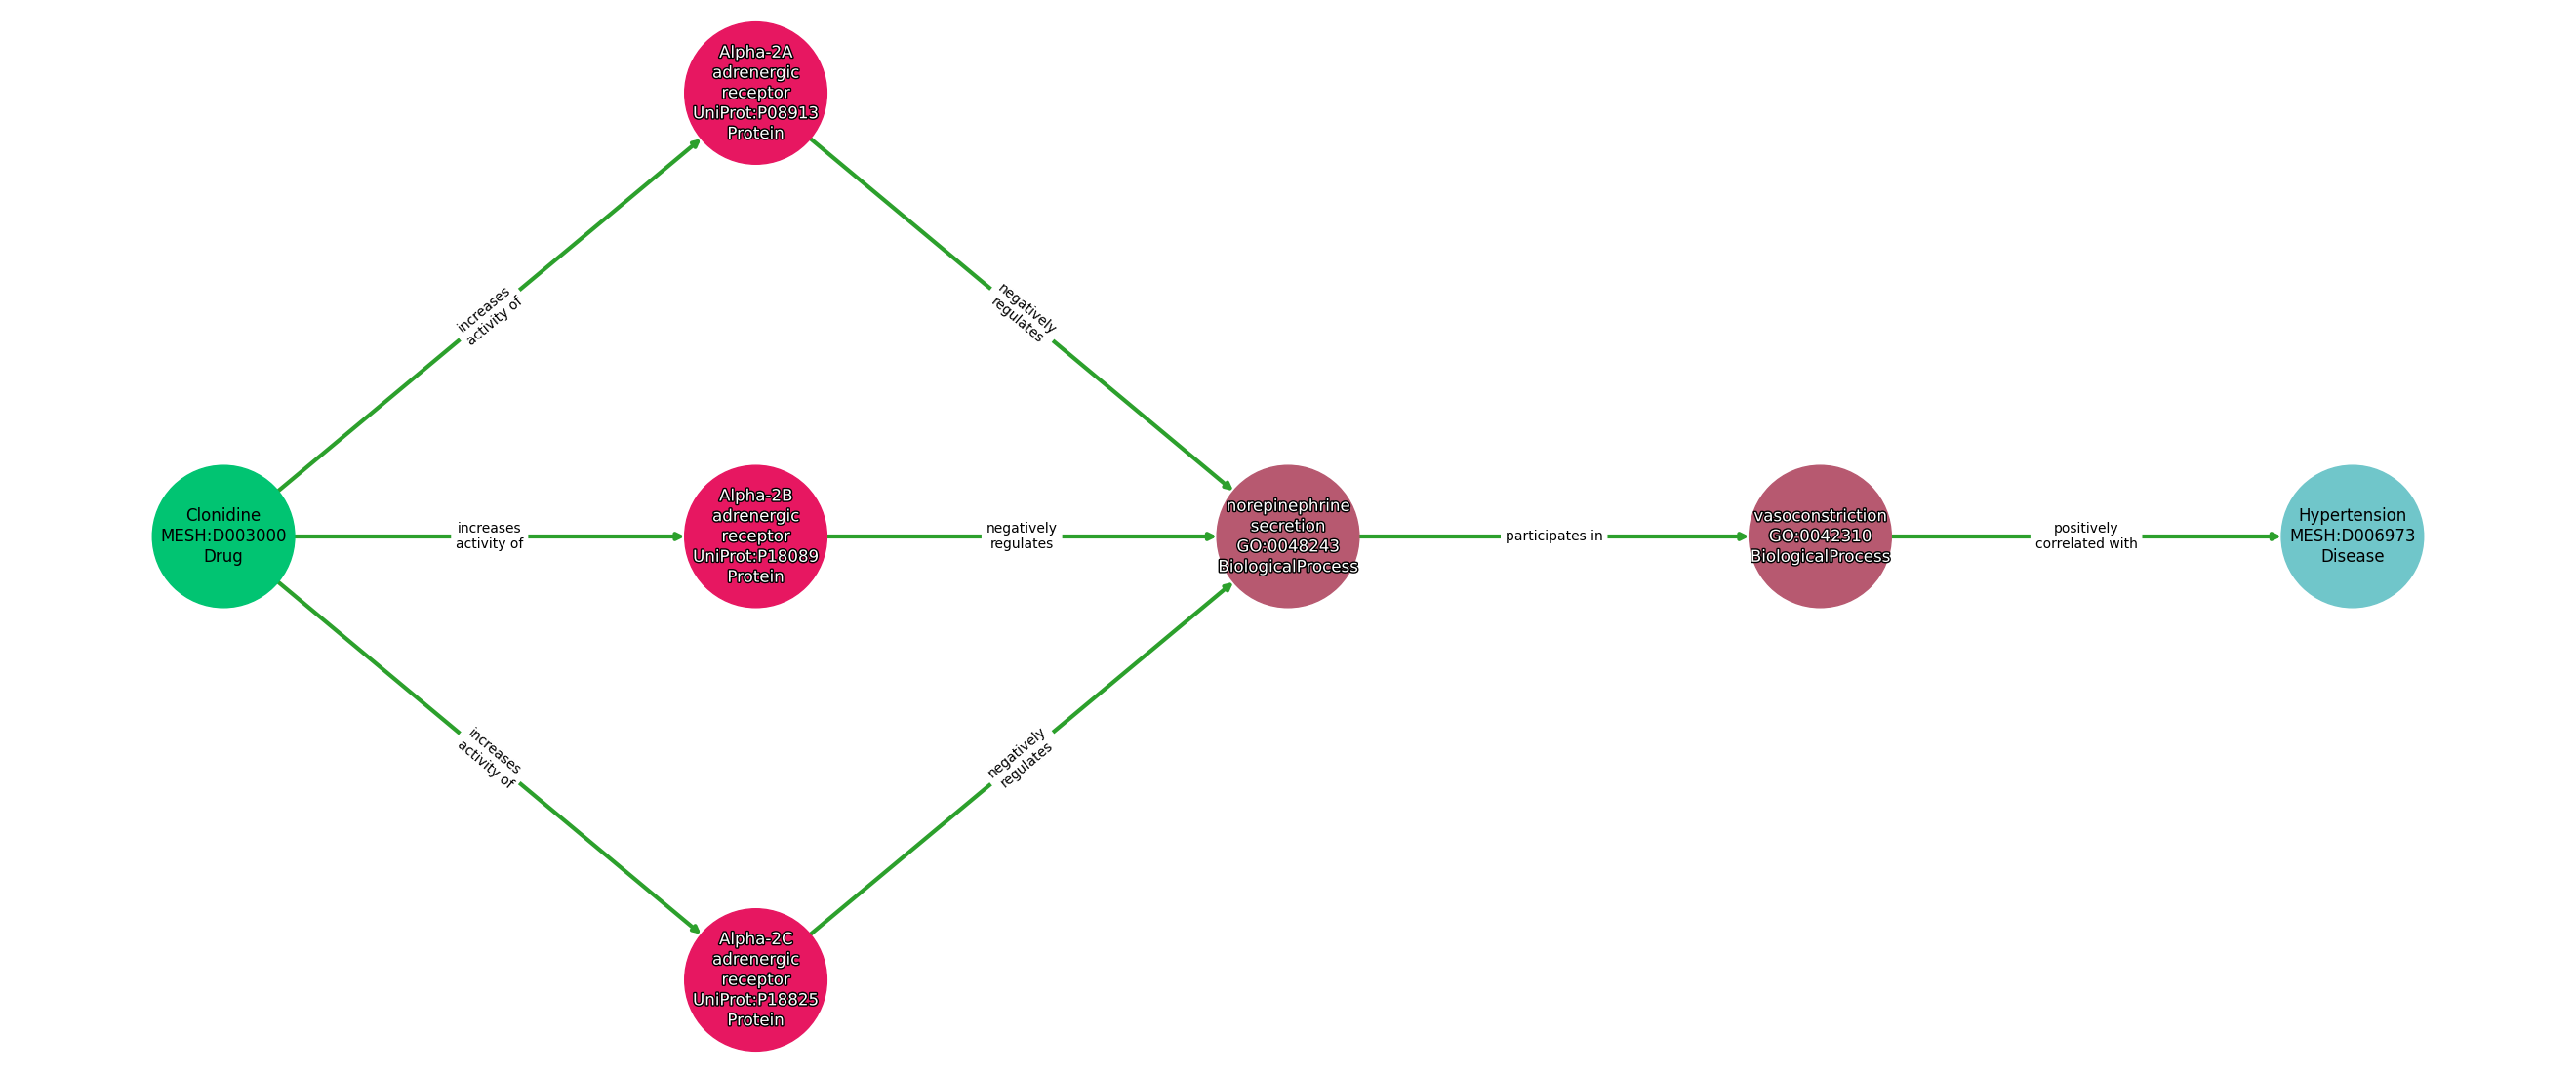 Alpha-2A
adrenergic
receptor
UniProt:P08913
Protein
increases
activity of
negatively
regulates
Clonidine
MESH:D003000
Drug
increases
activity of
Alpha-2B
adrenergic
receptor
UniProt:P18089
Protein
negatively
regulates
norepinephrine
secretion
GO:0048243
BiologicalProcess
participates in
vasoconstriction
GO:0042310
BiologicalProcess
positively
correlated with
Hypertension
MESH:D006973
Disease
increases
activity of
negatively
regulates
Alpha-2C
adrenergic
receptor
UniProt:P18825
Protein